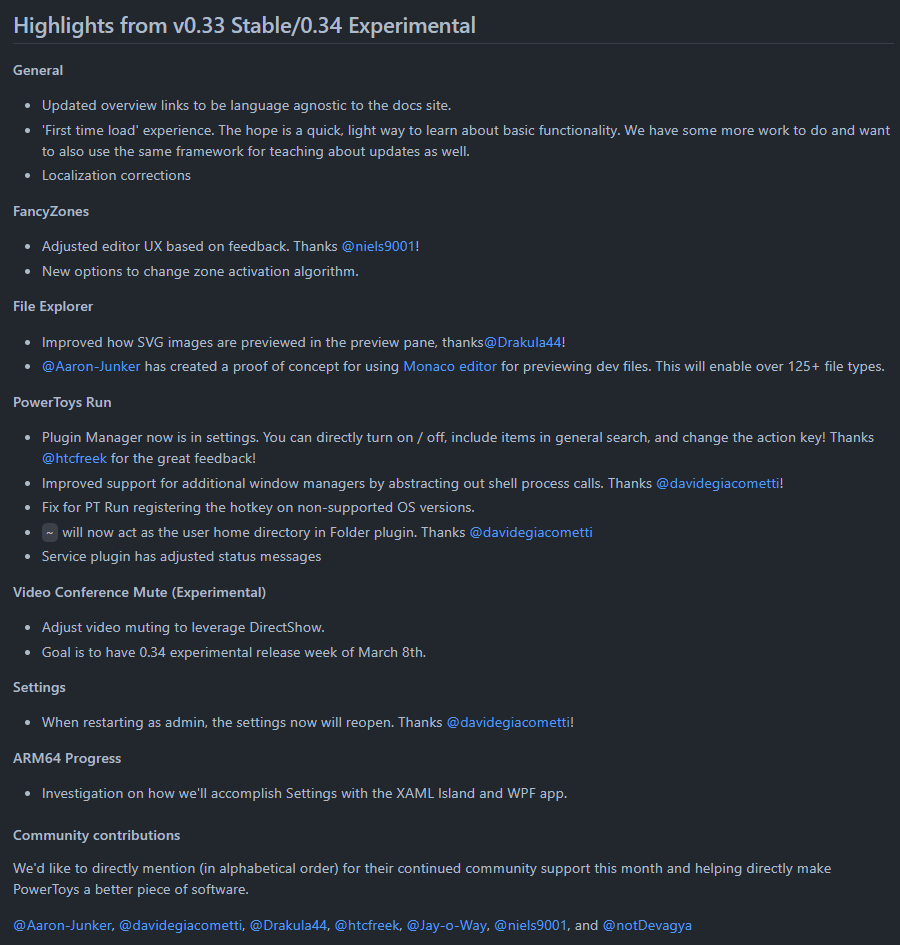 Highlights from v0.33 Stable/0.34 Experimental
General
• Updated overview links to be language agnostic to the docs site.
• 'First time load' experience. The hope is a quick, light way to learn about basic functionality. We have some more work to do and want
to also use the same framework for teaching about updates as well.
• Localization corrections
FancyZones
• Adjusted editor UX based on feedback. Thanks @niels9001!
• New options to change zone activation algorithm.
File Explorer
• Improved how SVG images are previewed in the preview pane, thanks@Drakula44!
• @Aaron-Junker has created a proof of concept for using Monaco editor for previewing dev files. This will enable over 125+ file types.
PowerToys Run
• Plugin Manager now is in settings. You can directly turn on / off, include items in general search, and change the action key! Thanks
@htcfreek for the great feedback!
• Improved support for additional window managers by abstracting out shell process calls. Thanks @davidegiacometti!
• Fix for PT Run registering the hotkey on non-supported OS versions.
• ~ will now act as the user home directory in Folder plugin. Thanks @davidegiacometti
• Service plugin has adjusted status messages
Video Conference Mute (Experimental)
• Adjust video muting to leverage DirectShow.
• Goal is to have 0.34 experimental release week of March 8th.
Settings
• When restarting as admin, the settings now will reopen. Thanks @davidegiacometti!
ARM64 Progress
• Investigation on how we'll accomplish Settings with the XAML Island and WPF app.
Community contributions
We'd like to directly mention (in alphabetical order) for their continued community support this month and helping directly make
PowerToys a better piece of software.
@Aaron-Junker, @davidegiacometti, @Drakula44, @htcfreek, @Jay-o-Way, @niels9001, and @notDevagya